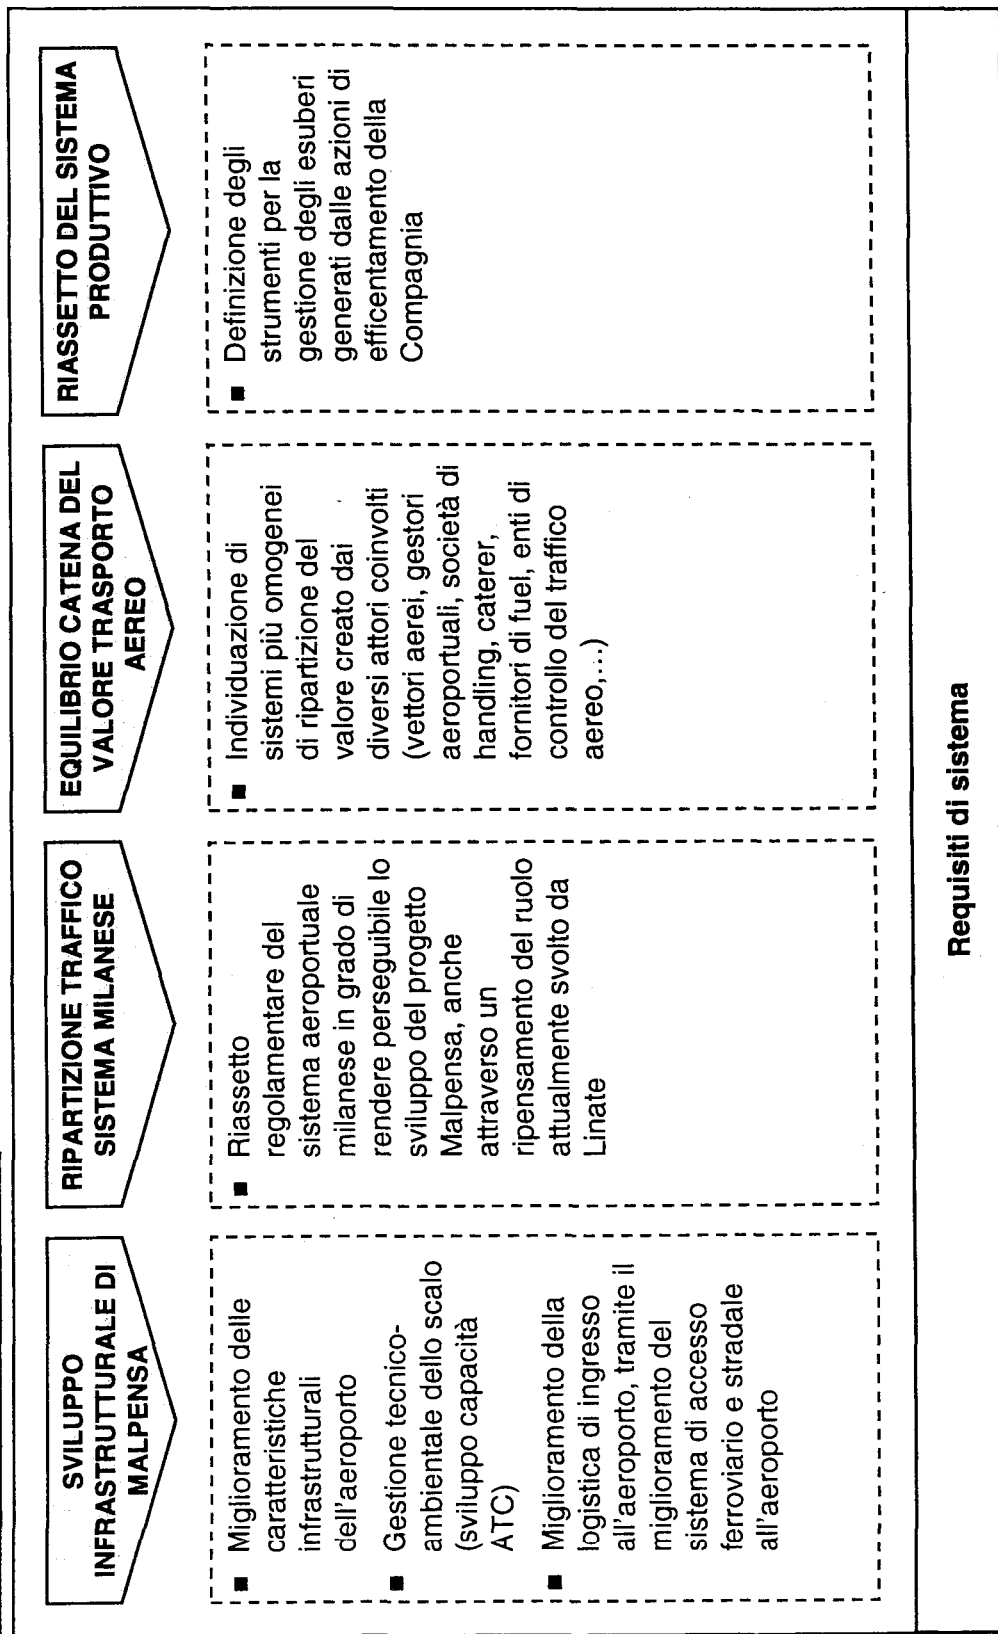 SVILUPPO
INFRASTRUTTURALE DI
MALPENSA
■ Miglioramento delle
caratteristiche
infrastrutturali
dell'aeroporto
■ Gestione tecnico-
ambientale dello scalo
(sviluppo capacità
ATC)
■ Miglioramento della
logistica di ingresso
all'aeroporto, tramite il
miglioramento del
sistema di accesso
ferroviario e stradale
all'aeroporto
RIPARTIZIONE TRAFFICO
SISTEMA MILANESE
■ Riassetto
regolamentare del
sistema aeroportuale
milanese in grado di
rendere perseguibile lo
sviluppo del progetto
Malpensa, anche
attraverso un
ripensamento del ruolo
attualmente svolto da
Linate
EQUILIBRIO CATENA DEL
VALORE TRASPORTO
AEREO
■ Individuazione di
sistemi più omogenei
di ripartizione del
valore creato dai
diversi attori coinvolti
(vettori aerei, gestori
aeroportuali, società di
handling, caterer,
fornitori di fuel, enti di
controllo del traffico
aereo,...)
RIASSETTO DEL SISTEMA
PRODUTTIVO
■ Definizione degli
strumenti per la
gestione degli esuberi
generati dalle azioni di
efficentamento della
Compagnia
Requisiti di sistema